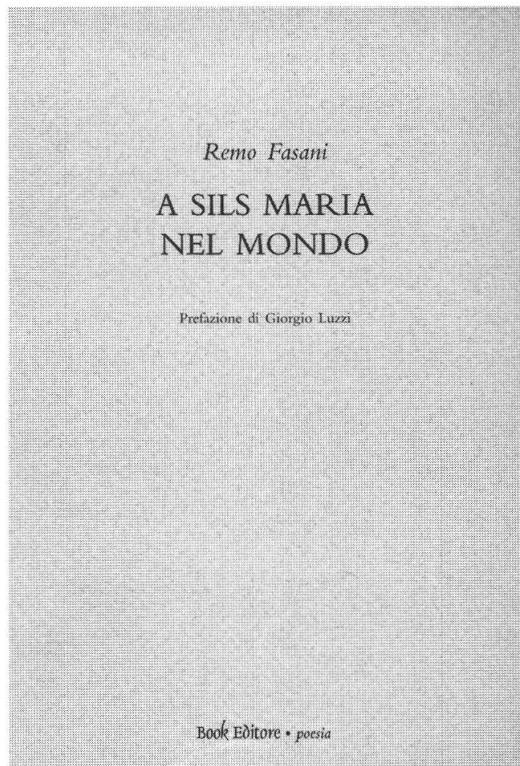 Remo Fasani
A SILS MARIA
NEL MONDO
Prefazione di Giorgio Luzzi
Book Editore • poesia